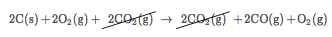 2C(s)+2O₂(g)+ 2CO₂(g) → 2CO₂(g) +2CO(g)+O₂(g)